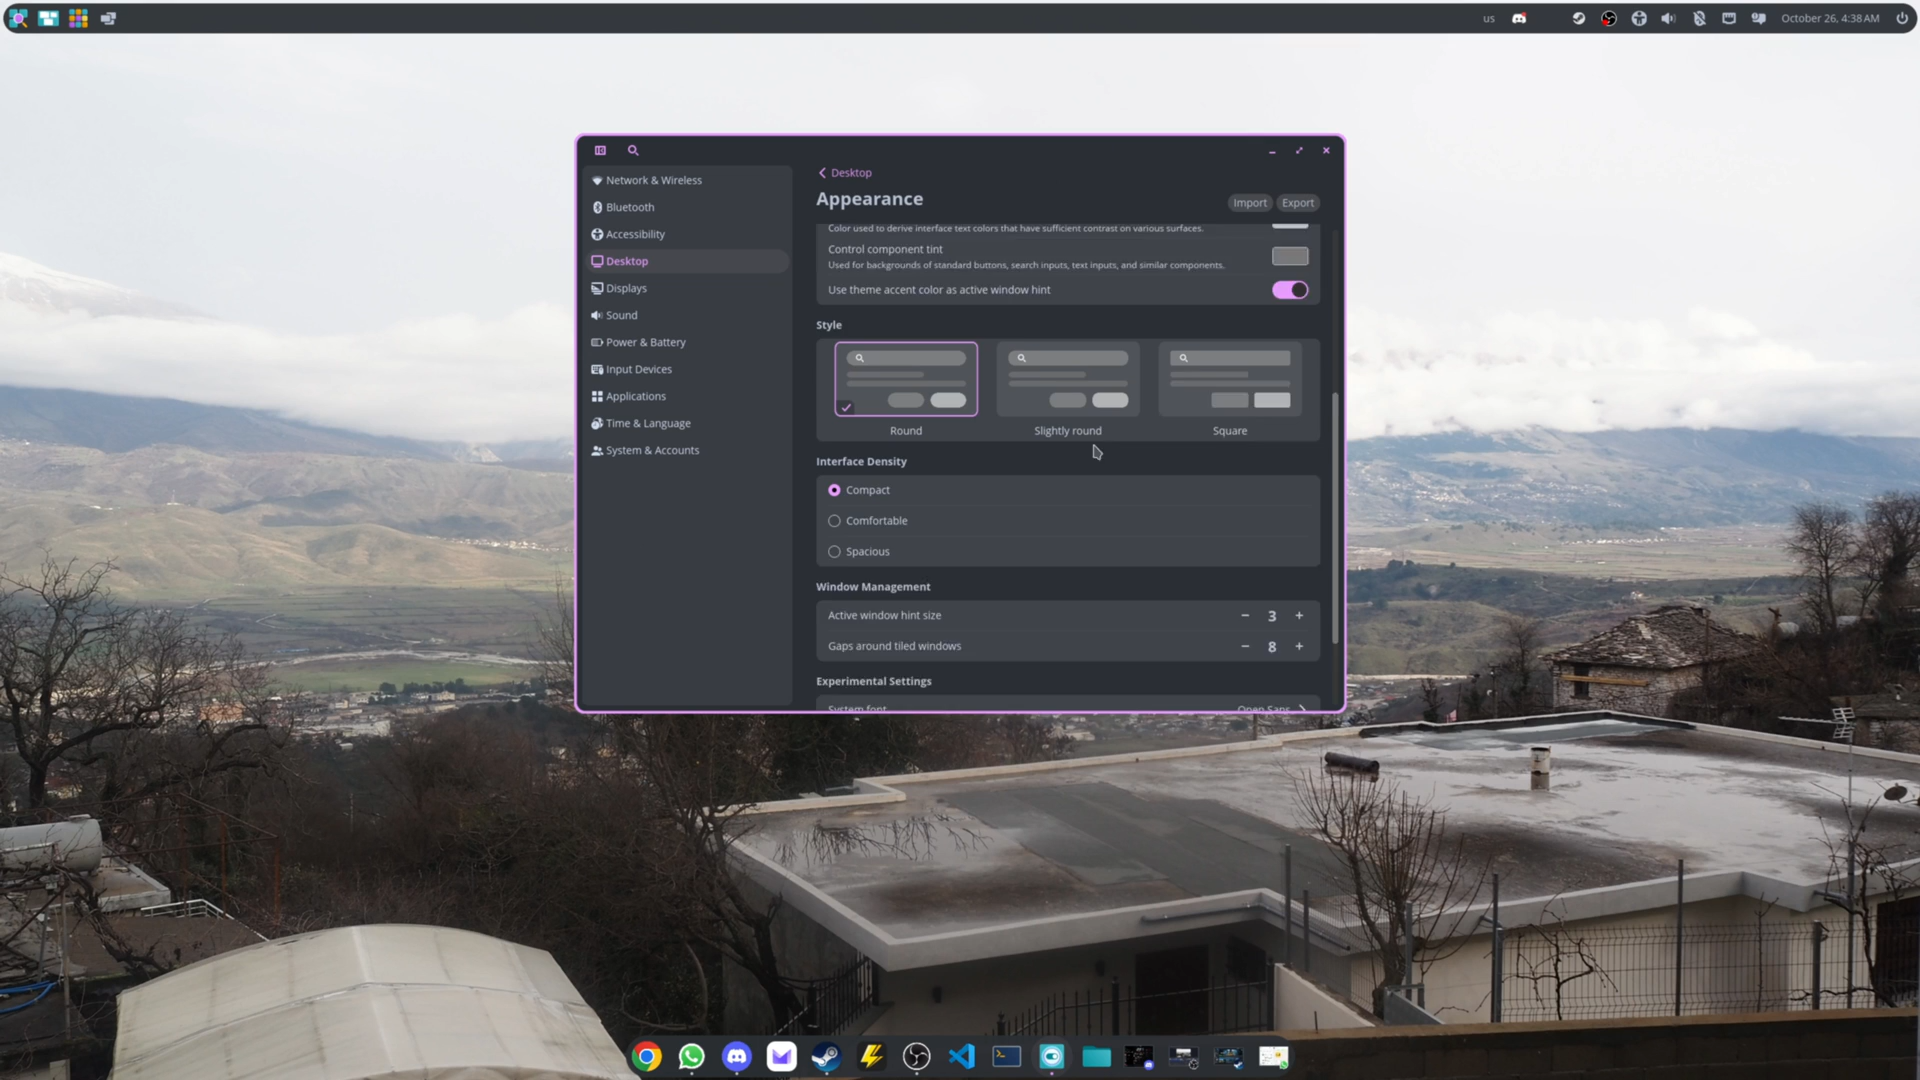 us
October 26, 4:38 AM
Network & Wireless
Bluetooth
Accessibility
Desktop
Displays
Sound
Power & Battery
Input Devices
Applications
Time & Language
System & Accounts
Desktop
Appearance
Import
Export
Color used to derive interface text colors that have sufficient contrast on various surfaces.
Control component tint
Used for backgrounds of standard buttons, search inputs, text inputs, and similar components.
Use theme accent color as active window hint
Style
Round
Slightly round
Square
Interface Density
Compact
Comfortable
Spacious
Window Management
Active window hint size
− 3 +
Gaps around tiled windows
− 8 +
Experimental Settings
System font
Open Sans